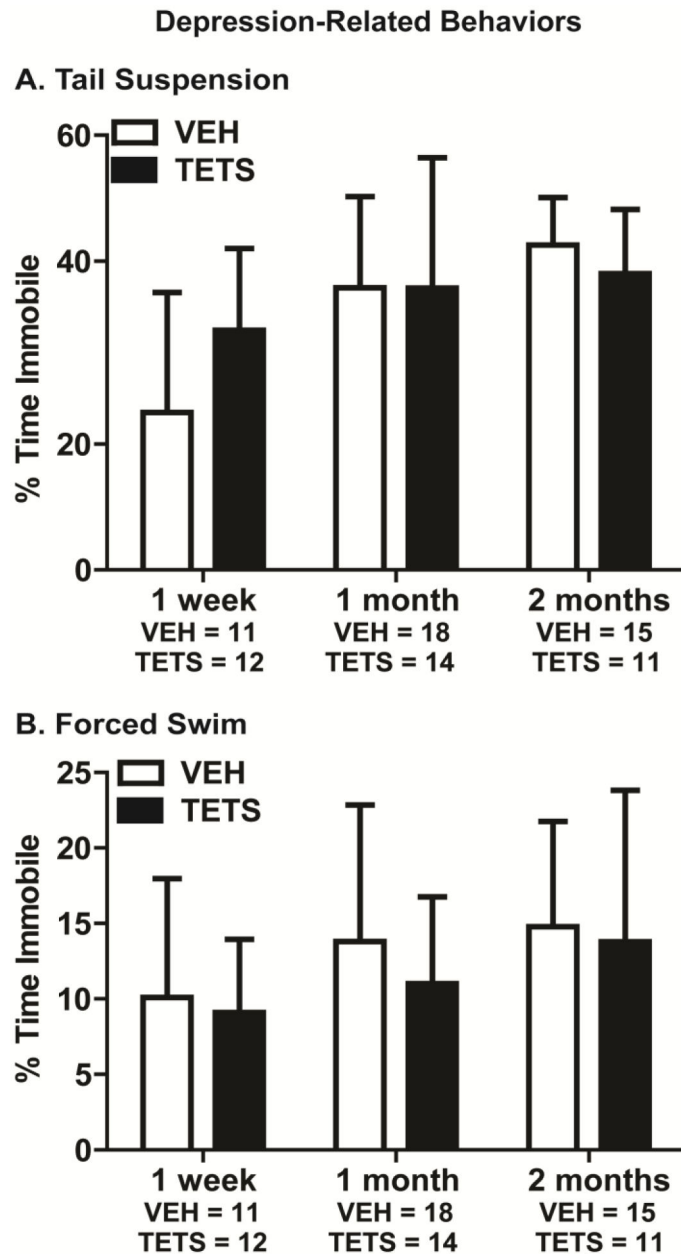 Depression-Related Behaviors
A. Tail Suspension
VEH
TETS
% Time Immobile
60
40
20
0
1 week 1 month 2 months
VEH = 11 VEH = 18 VEH = 15
TETS = 12 TETS = 14 TETS = 11
B. Forced Swim
VEH
TETS
% Time Immobile
25
20
15
10
5
0
1 week 1 month 2 months
VEH = 11 VEH = 18 VEH = 15
TETS = 12 TETS = 14 TETS = 11